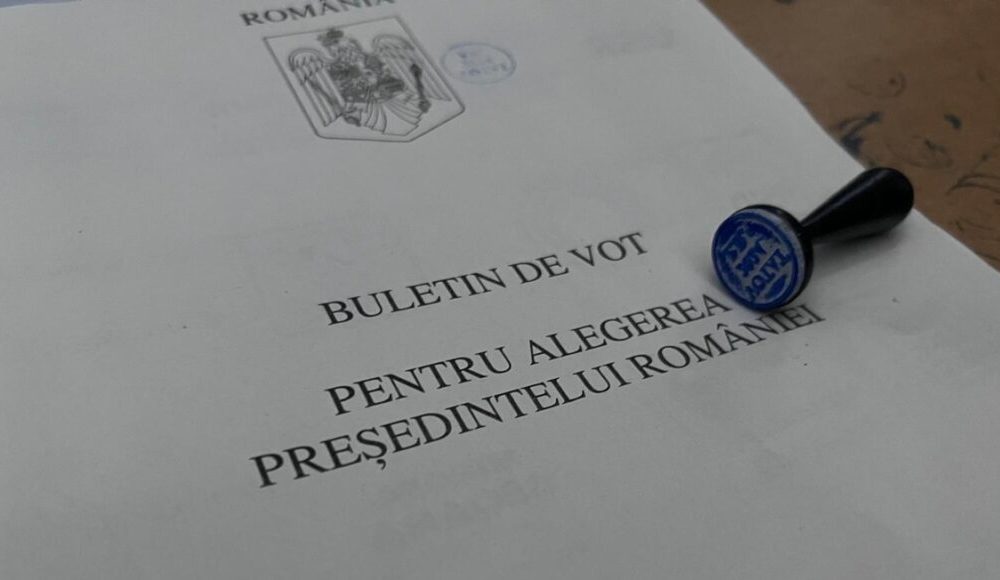 ROMÂNIA
BULETIN DE VOT
PENTRU ALEGEREA
PREȘEDINTELUI ROMÂNIEI